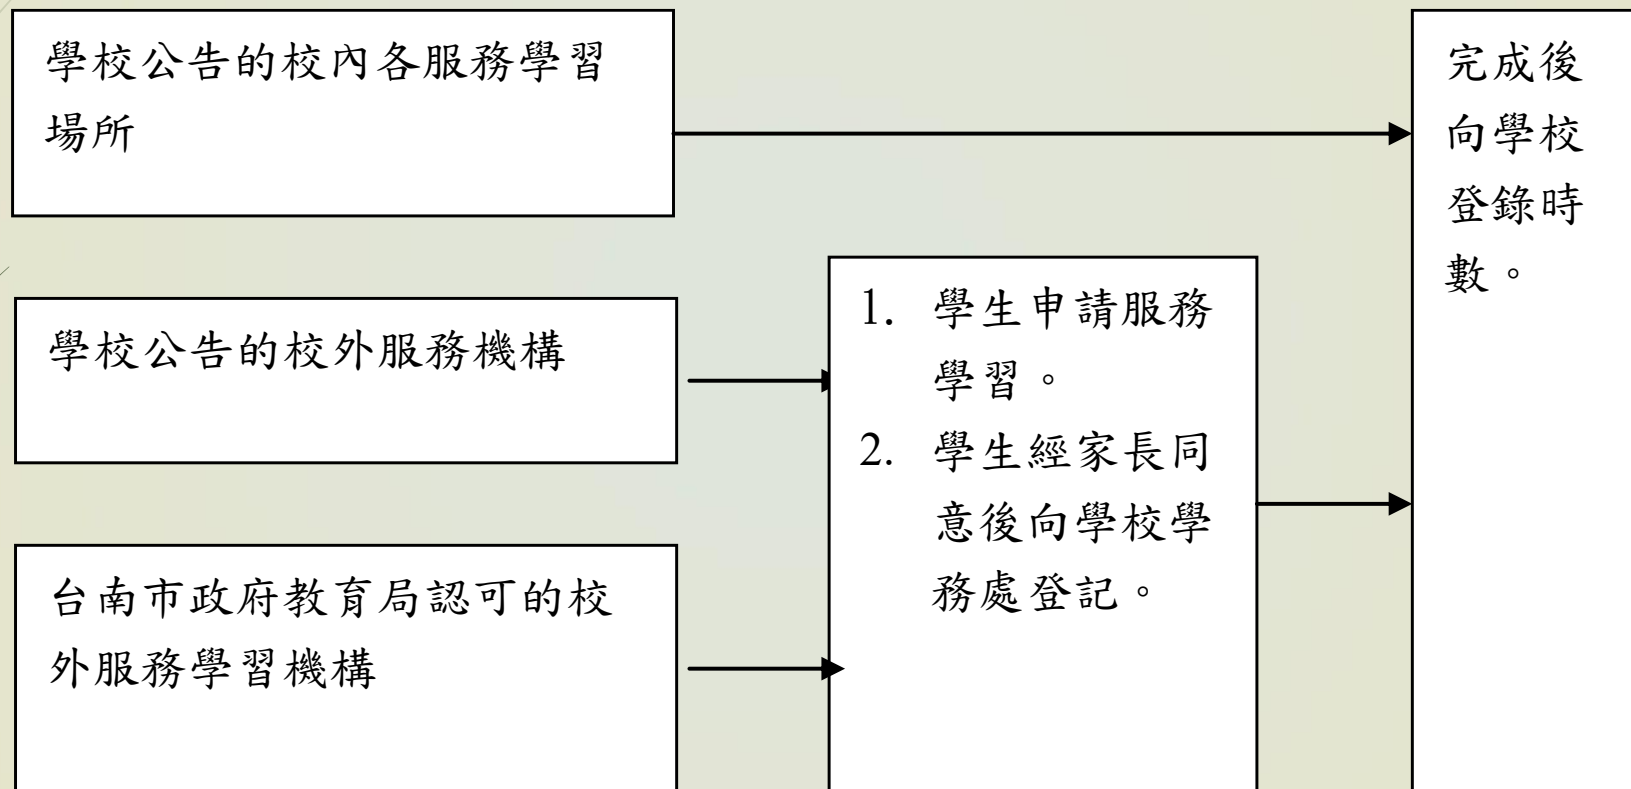 學校公告的校內各服務學習
場所
學校公告的校外服務機構
台南市政府教育局認可的校
外服務學習機構
1. 學生申請服務
學習。
2. 學生經家長同
意後向學校學
務處登記。
完成後
向學校
登錄時
數。